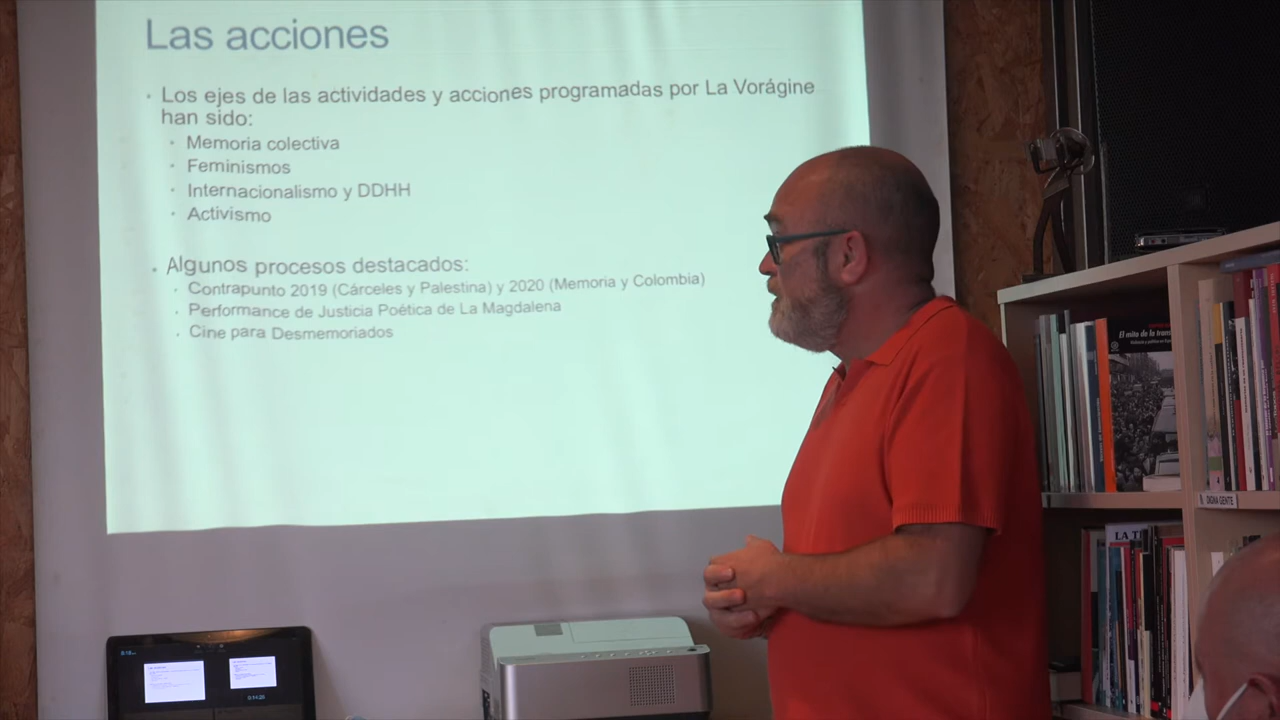 Las acciones
Los ejes de las actividades y acciones programadas por La Vorágine
han sido:
Memoria colectiva
Feminismos
Internacionalismo y DDHH
Activismo
Algunos procesos destacados:
Contrapunto 2019 (Cárceles y Palestina) y 2020 (Memoria y Colombia)
Performance de Justicia Poética de La Magdalena
Cine para Desmemoriados
El mito de la trans
DIGNA GENTE
LA T